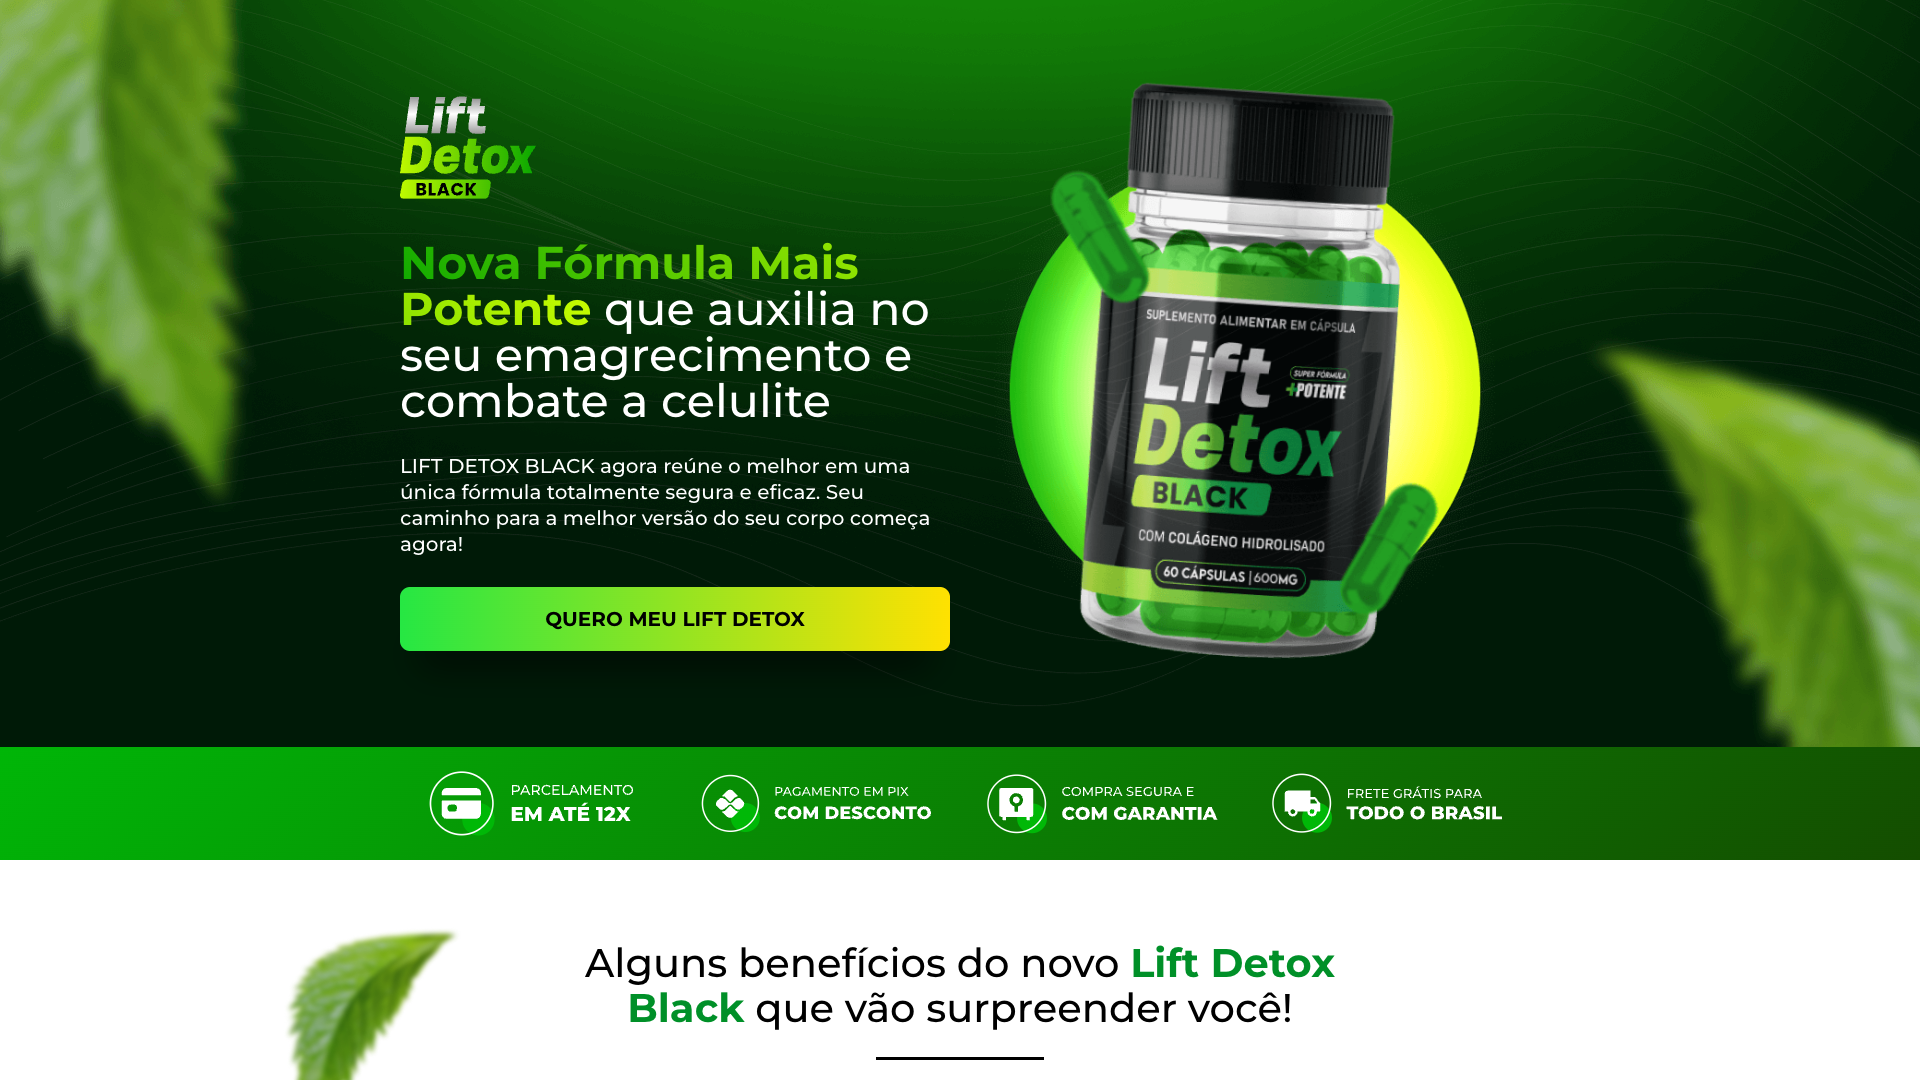 Lift
Detox
BLACK
Nova Fórmula Mais
Potente que auxilia no
seu emagrecimento e
combate a celulite
LIFT DETOX BLACK agora reúne o melhor em uma
única fórmula totalmente segura e eficaz. Seu
caminho para a melhor versão do seu corpo começa
agora!
QUERO MEU LIFT DETOX
SUPLEMENTO ALIMENTAR EM CÁPSULA
Lift
SUPER FÓRMULA
+POTENTE
Detox
BLACK
COM COLÁGENO HIDROLISADO
60 CÁPSULAS | 600MG
PARCELAMENTO
EM ATÉ 12X
PAGAMENTO EM PIX
COM DESCONTO
COMPRA SEGURA E
COM GARANTIA
FRETE GRÁTIS PARA
TODO O BRASIL
Alguns benefícios do novo Lift Detox
Black que vão surpreender você!